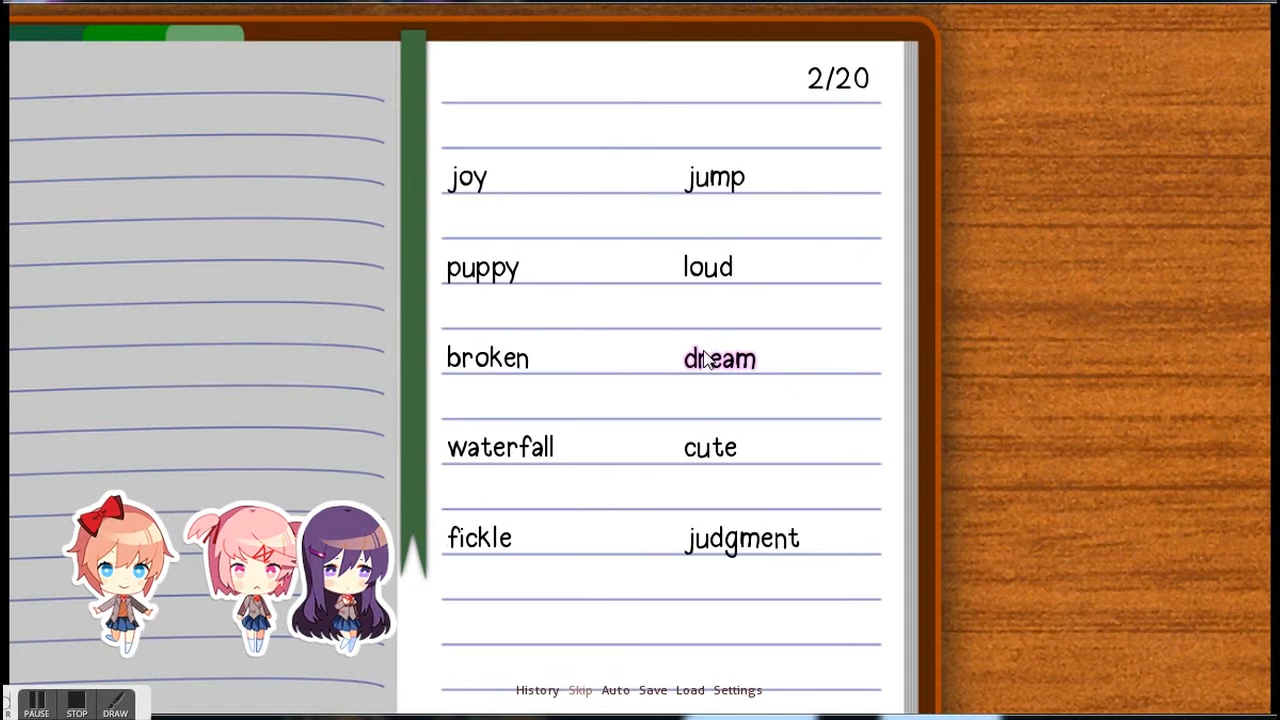 2/20
joy jump
puppy loud
broken dream
waterfall cute
fickle judgment
History Skip Auto Save Load Settings
PAUSE STOP DRAW